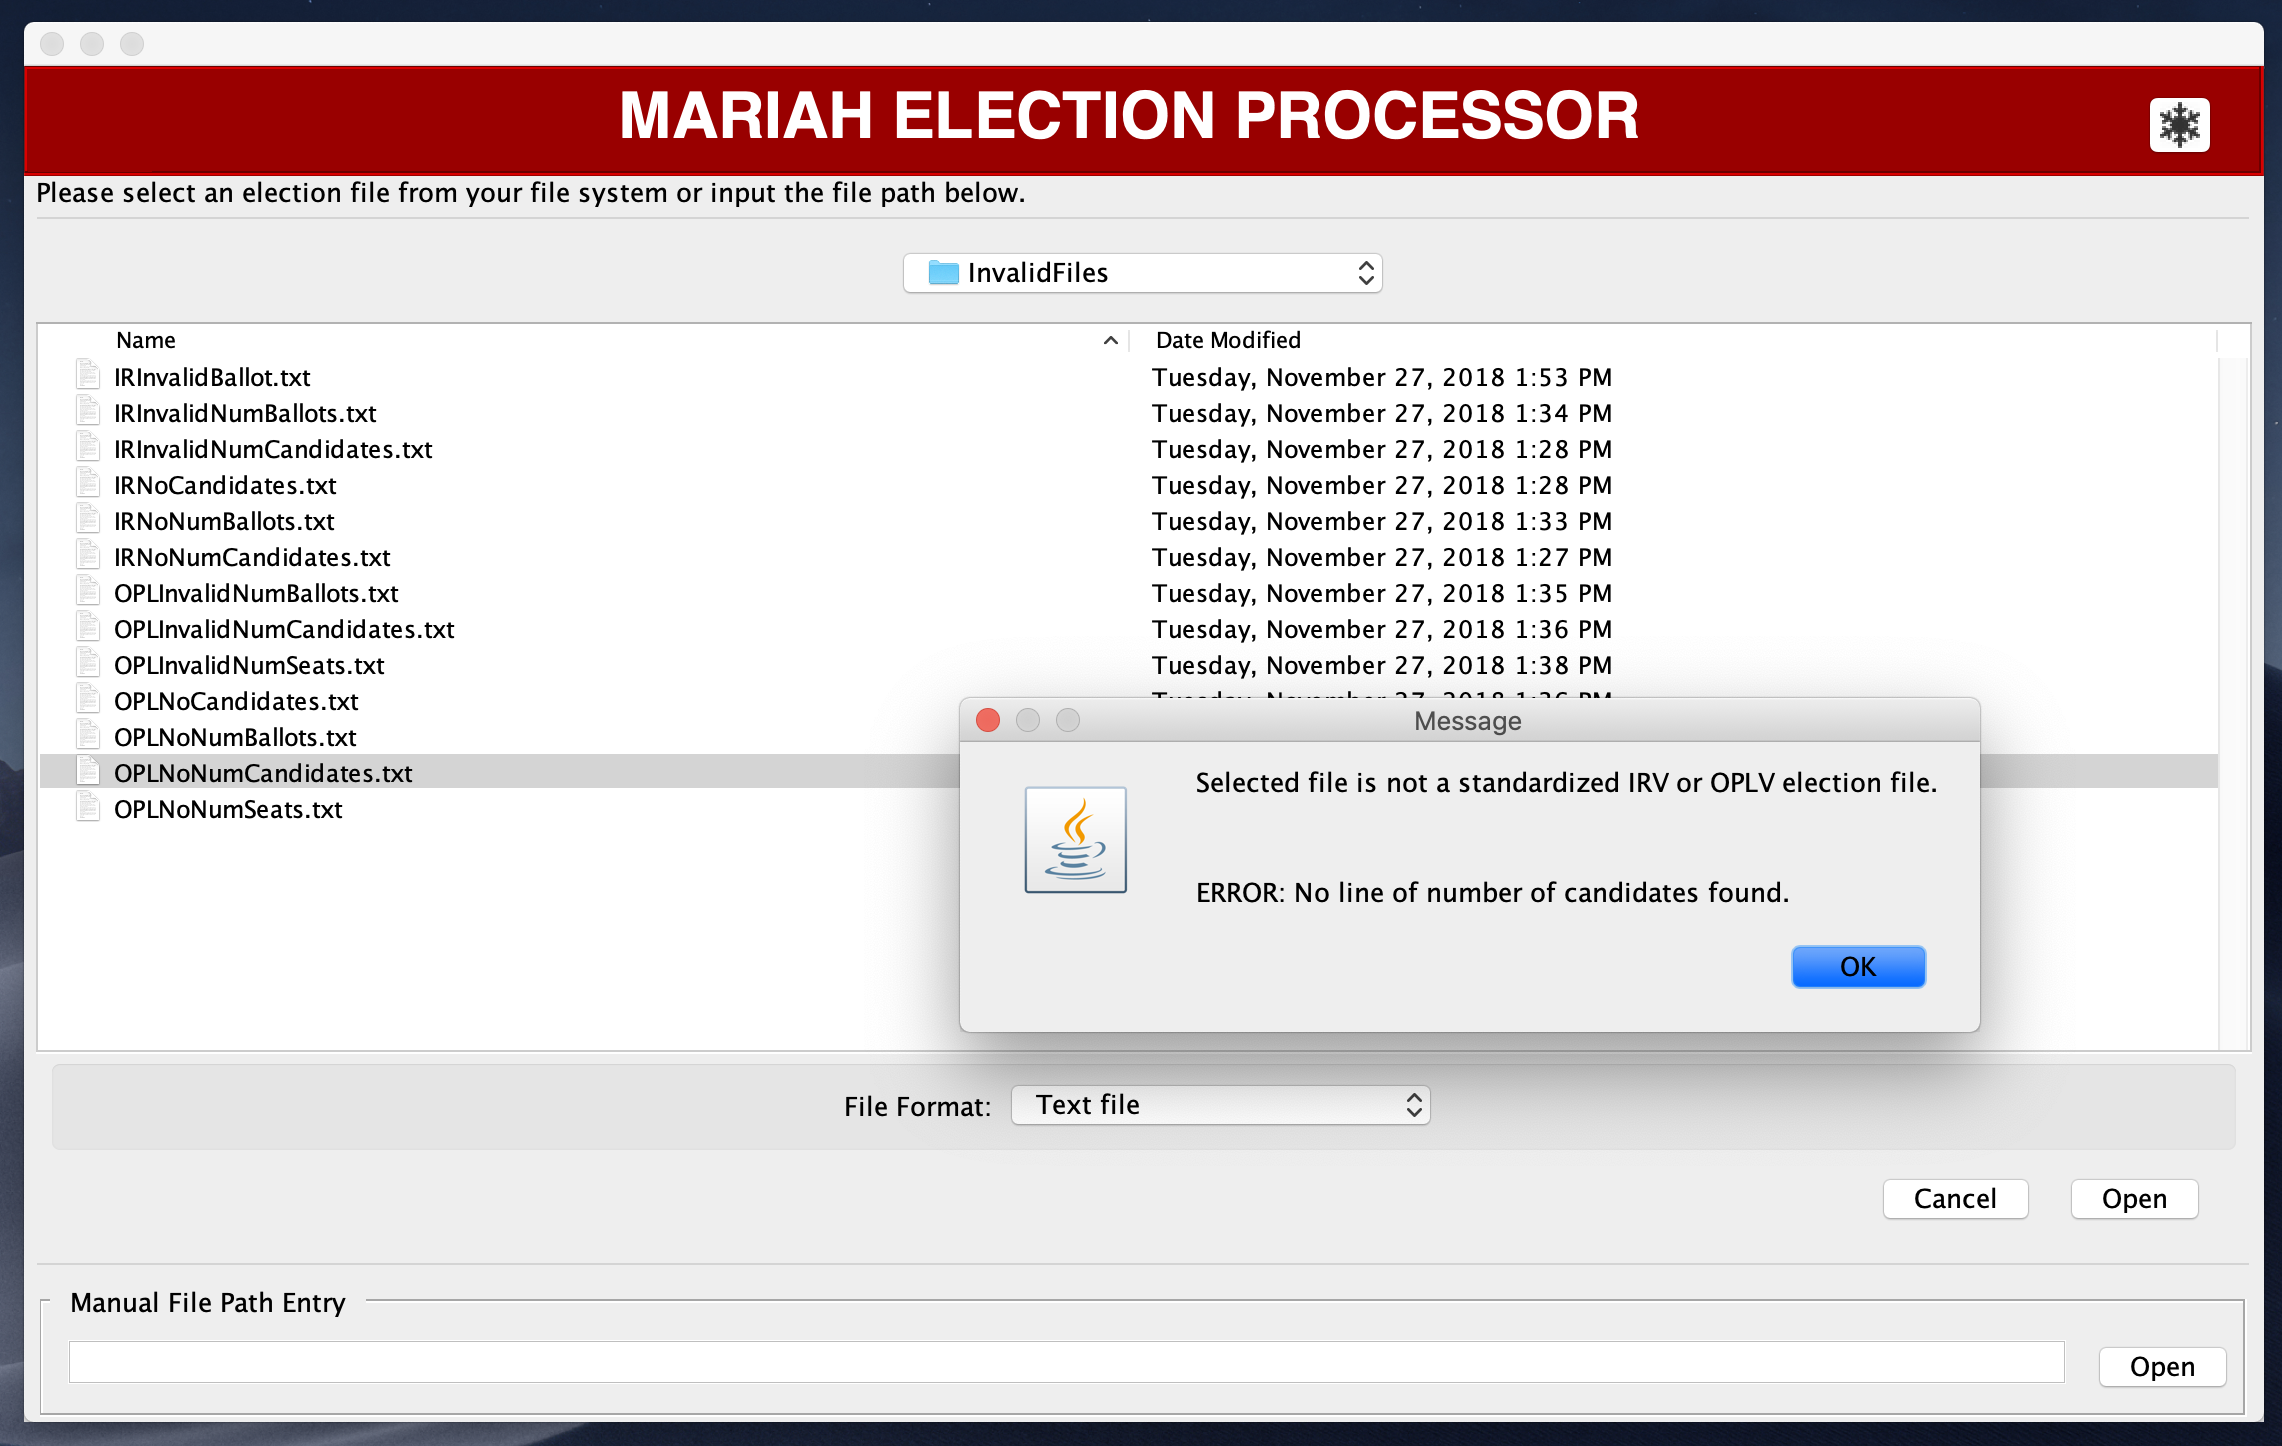 MARIAH ELECTION PROCESSOR
Please select an election file from your file system or input the file path below.
InvalidFiles
Name Date Modified
IRInvalidBallot.txt Tuesday, November 27, 2018 1:53 PM
IRInvalidNumBallots.txt Tuesday, November 27, 2018 1:34 PM
IRInvalidNumCandidates.txt Tuesday, November 27, 2018 1:28 PM
IRNoCandidates.txt Tuesday, November 27, 2018 1:28 PM
IRNoNumBallots.txt Tuesday, November 27, 2018 1:33 PM
IRNoNumCandidates.txt Tuesday, November 27, 2018 1:27 PM
OPLInvalidNumBallots.txt Tuesday, November 27, 2018 1:35 PM
OPLInvalidNumCandidates.txt Tuesday, November 27, 2018 1:36 PM
OPLInvalidNumSeats.txt Tuesday, November 27, 2018 1:38 PM
OPLNoCandidates.txt
OPLNoNumBallots.txt
OPLNoNumCandidates.txt
OPLNoNumSeats.txt
Message
Selected file is not a standardized IRV or OPLV election file.
ERROR: No line of number of candidates found.
OK
File Format: Text file
Cancel Open
Manual File Path Entry
Open